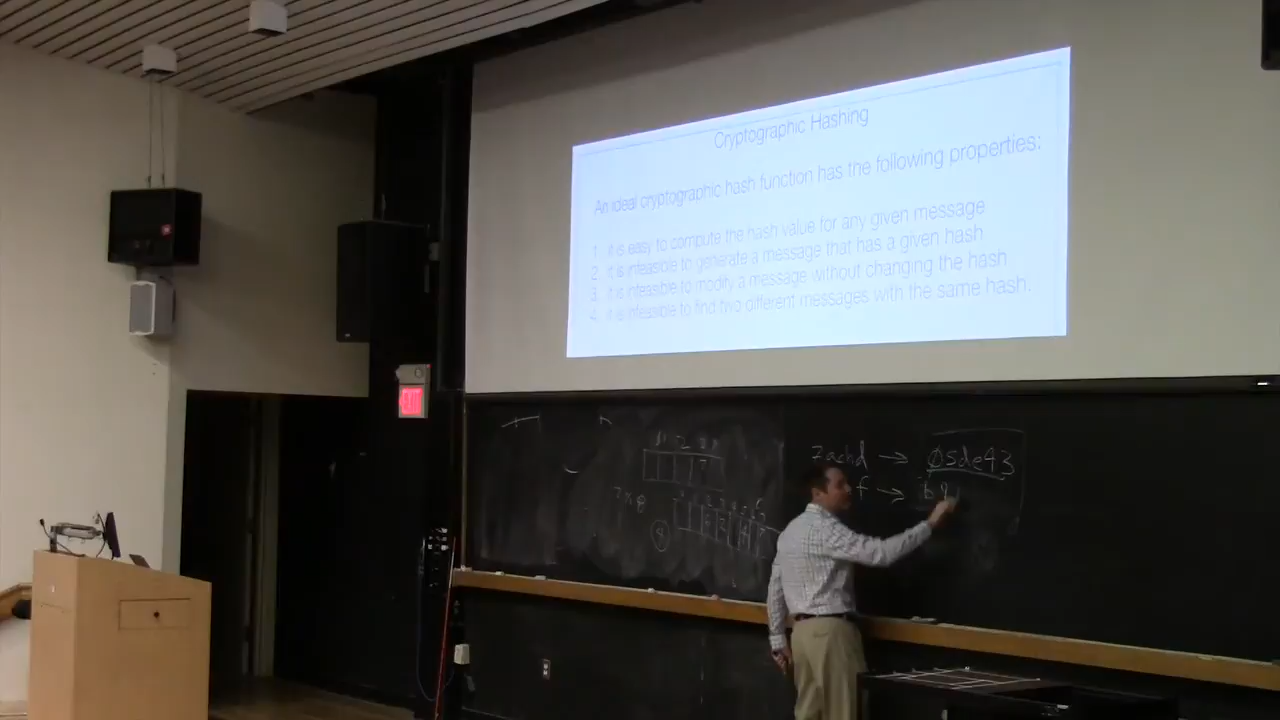 Cryptographic Hashing
An ideal cryptographic hash function has the following properties:
1. it is easy to compute the hash value for any given message
2. it is infeasible to generate a message that has a given hash
3. it is infeasible to modify a message without changing the hash
4. it is infeasible to find two different messages with the same hash.
EXIT
zachd → 05de43
f → b9